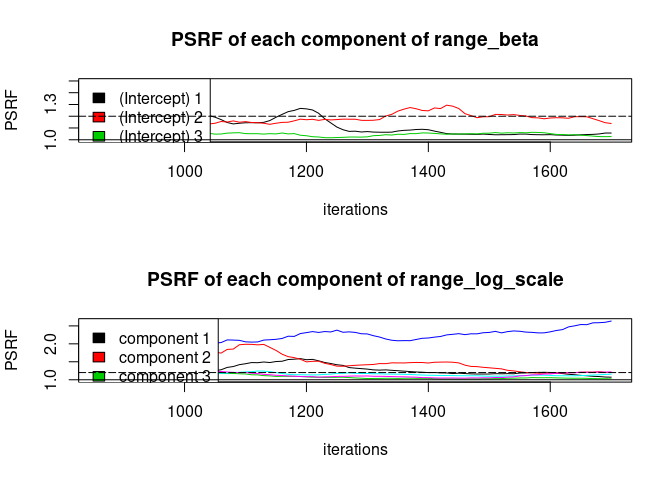 PSRF of each component of range_beta
PSRF
1.3
1.0
(Intercept) 1
(Intercept) 2
(Intercept) 3
1000 1200 1400 1600
iterations
PSRF of each component of range_log_scale
PSRF
2.0
1.0
component 1
component 2
component 3
1000 1200 1400 1600
iterations